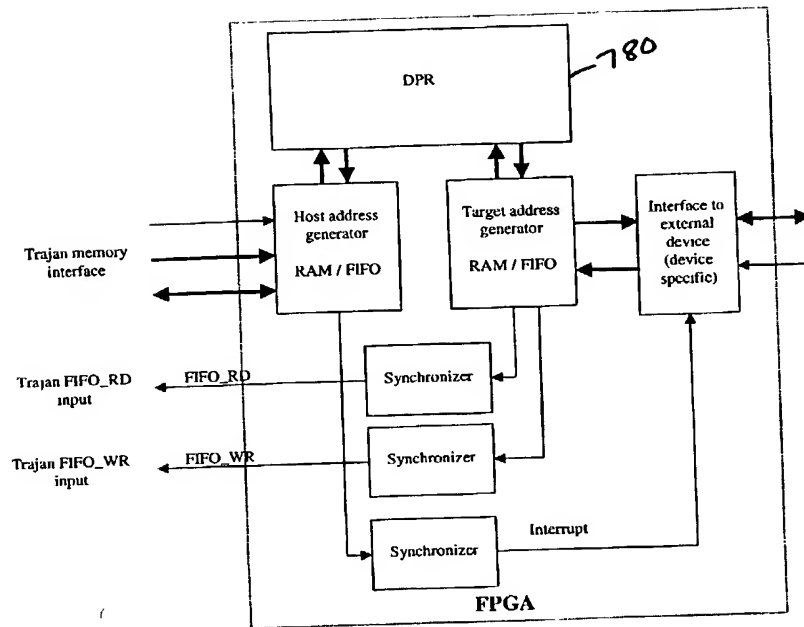 780
DPR
Host address
generator
RAM / FIFO
Target address
generator
RAM / FIFO
Interface to
external
device
(device
specific)
Trajan memory
interface
Trajan FIFO_RD
input
FIFO_RD
Synchronizer
Trajan FIFO_WR
input
FIFO_WR
Synchronizer
Synchronizer
Interrupt
FPGA